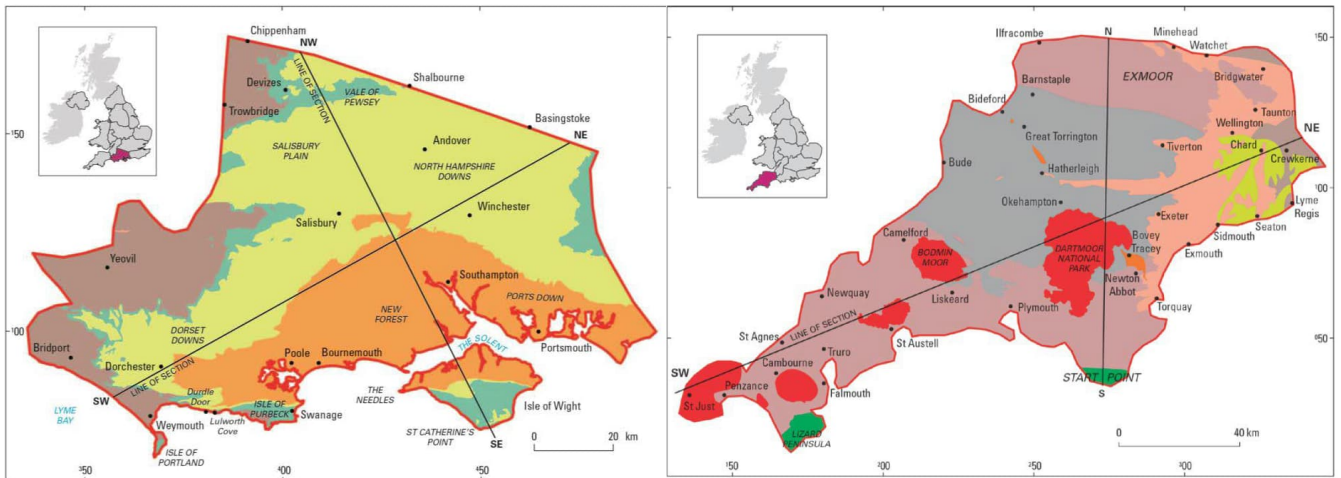 Chippenham
NW
Devizes
LINE OF SECTION
VALE OF
PEWSEY
Shalbourne
Trowbridge
Basingstoke
NE
¹50
SALISBURY
PLAIN
Andover
NORTH HAMPSHIRE
DOWNS
Winchester
Salisbury
Yeovil
Southampton
PORTS DOWN
NEW
FOREST
¹00
DORSET
DOWNS
THE SOLENT
Bridport
Poole
Bournemouth
Portsmouth
Dorchester
LINE OF SECTION
THE
NEEDLES
SW
Durdle
Door
ISLE OF
PURBECK
Isle of Wight
LYME
BAY
Weymouth
Lulworth
Cove
Swanage
ST CATHERINE'S
POINT
SE
ISLE OF
PORTLAND
0
20
km
³50
⁴00
⁴50
Ilfracombe
N
Minehead
Watchet
¹50
EXMOOR
Bridgwater
Barnstaple
Bideford
Taunton
Wellington
NE
Great Torrington
Chard
Tiverton
Crewkerne
Bude
Hatherleigh
¹00
Okehampton
Lyme
Regis
Exeter
Seaton
Sidmouth
Camelford
Bovey
Tracey
Exmouth
BODMIN
MOOR
DARTMOOR
NATIONAL
PARK
Newton
Abbot
Newquay
Liskeard
Torquay
Plymouth
LINE OF SECTION
St Agnes
St Austell
⁰50
Cambourne
Truro
SW
START POINT
Penzance
St Just
Falmouth
S
LIZARD
PENINSULA
0
40 km
¹50
²00
²50
³00